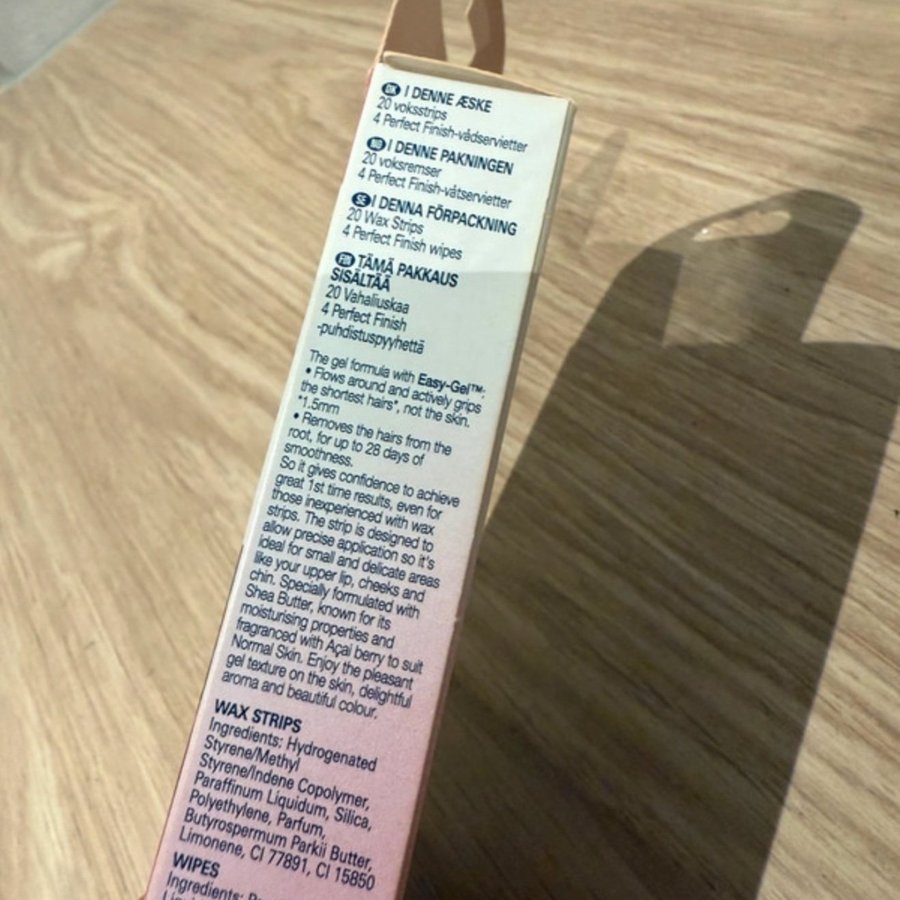 DK I DENNE ÆSKE
20 voksstrips
4 Perfect Finish-vådservietter
NO I DENNE PAKNINGEN
20 voksremser
4 Perfect Finish-våtservietter
SE I DENNA FÖRPACKNING
20 Wax Strips
4 Perfect Finish wipes
FIN TÄMÄ PAKKAUS
SISÄLTÄÄ
20 Vahaliuskaa
4 Perfect Finish
-puhdistuspyyhettä
The gel formula with Easy-Gel™:
• Flows around and actively grips
the shortest hairs*, not the skin.
*1.5mm
• Removes the hairs from the
root, for up to 28 days of
smoothness.
So it gives confidence to achieve
great 1st time results, even for
those inexperienced with wax
strips. The strip is designed to
allow precise application so it's
ideal for small and delicate areas
like your upper lip, cheeks and
chin. Specially formulated with
Shea Butter, known for its
moisturising properties and
fragranced with Açai berry to suit
Normal Skin. Enjoy the pleasant
gel texture on the skin, delightful
aroma and beautiful colour.
WAX STRIPS
Ingredients: Hydrogenated
Styrene/Methyl
Styrene/Indene Copolymer,
Paraffinum Liquidum, Silica,
Polyethylene, Parfum,
Butyrospermum Parkii Butter,
Limonene, CI 77891, CI 15850
WIPES
Ingredients: